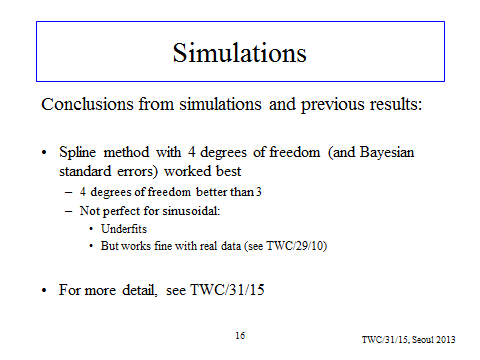 Simulations
Conclusions from simulations and previous results:
• Spline method with 4 degrees of freedom (and Bayesian
standard errors) worked best
– 4 degrees of freedom better than 3
– Not perfect for sinusoidal:
• Underfits
• But works fine with real data (see TWC/29/10)
• For more detail, see TWC/31/15
16
TWC/31/15, Seoul 2013